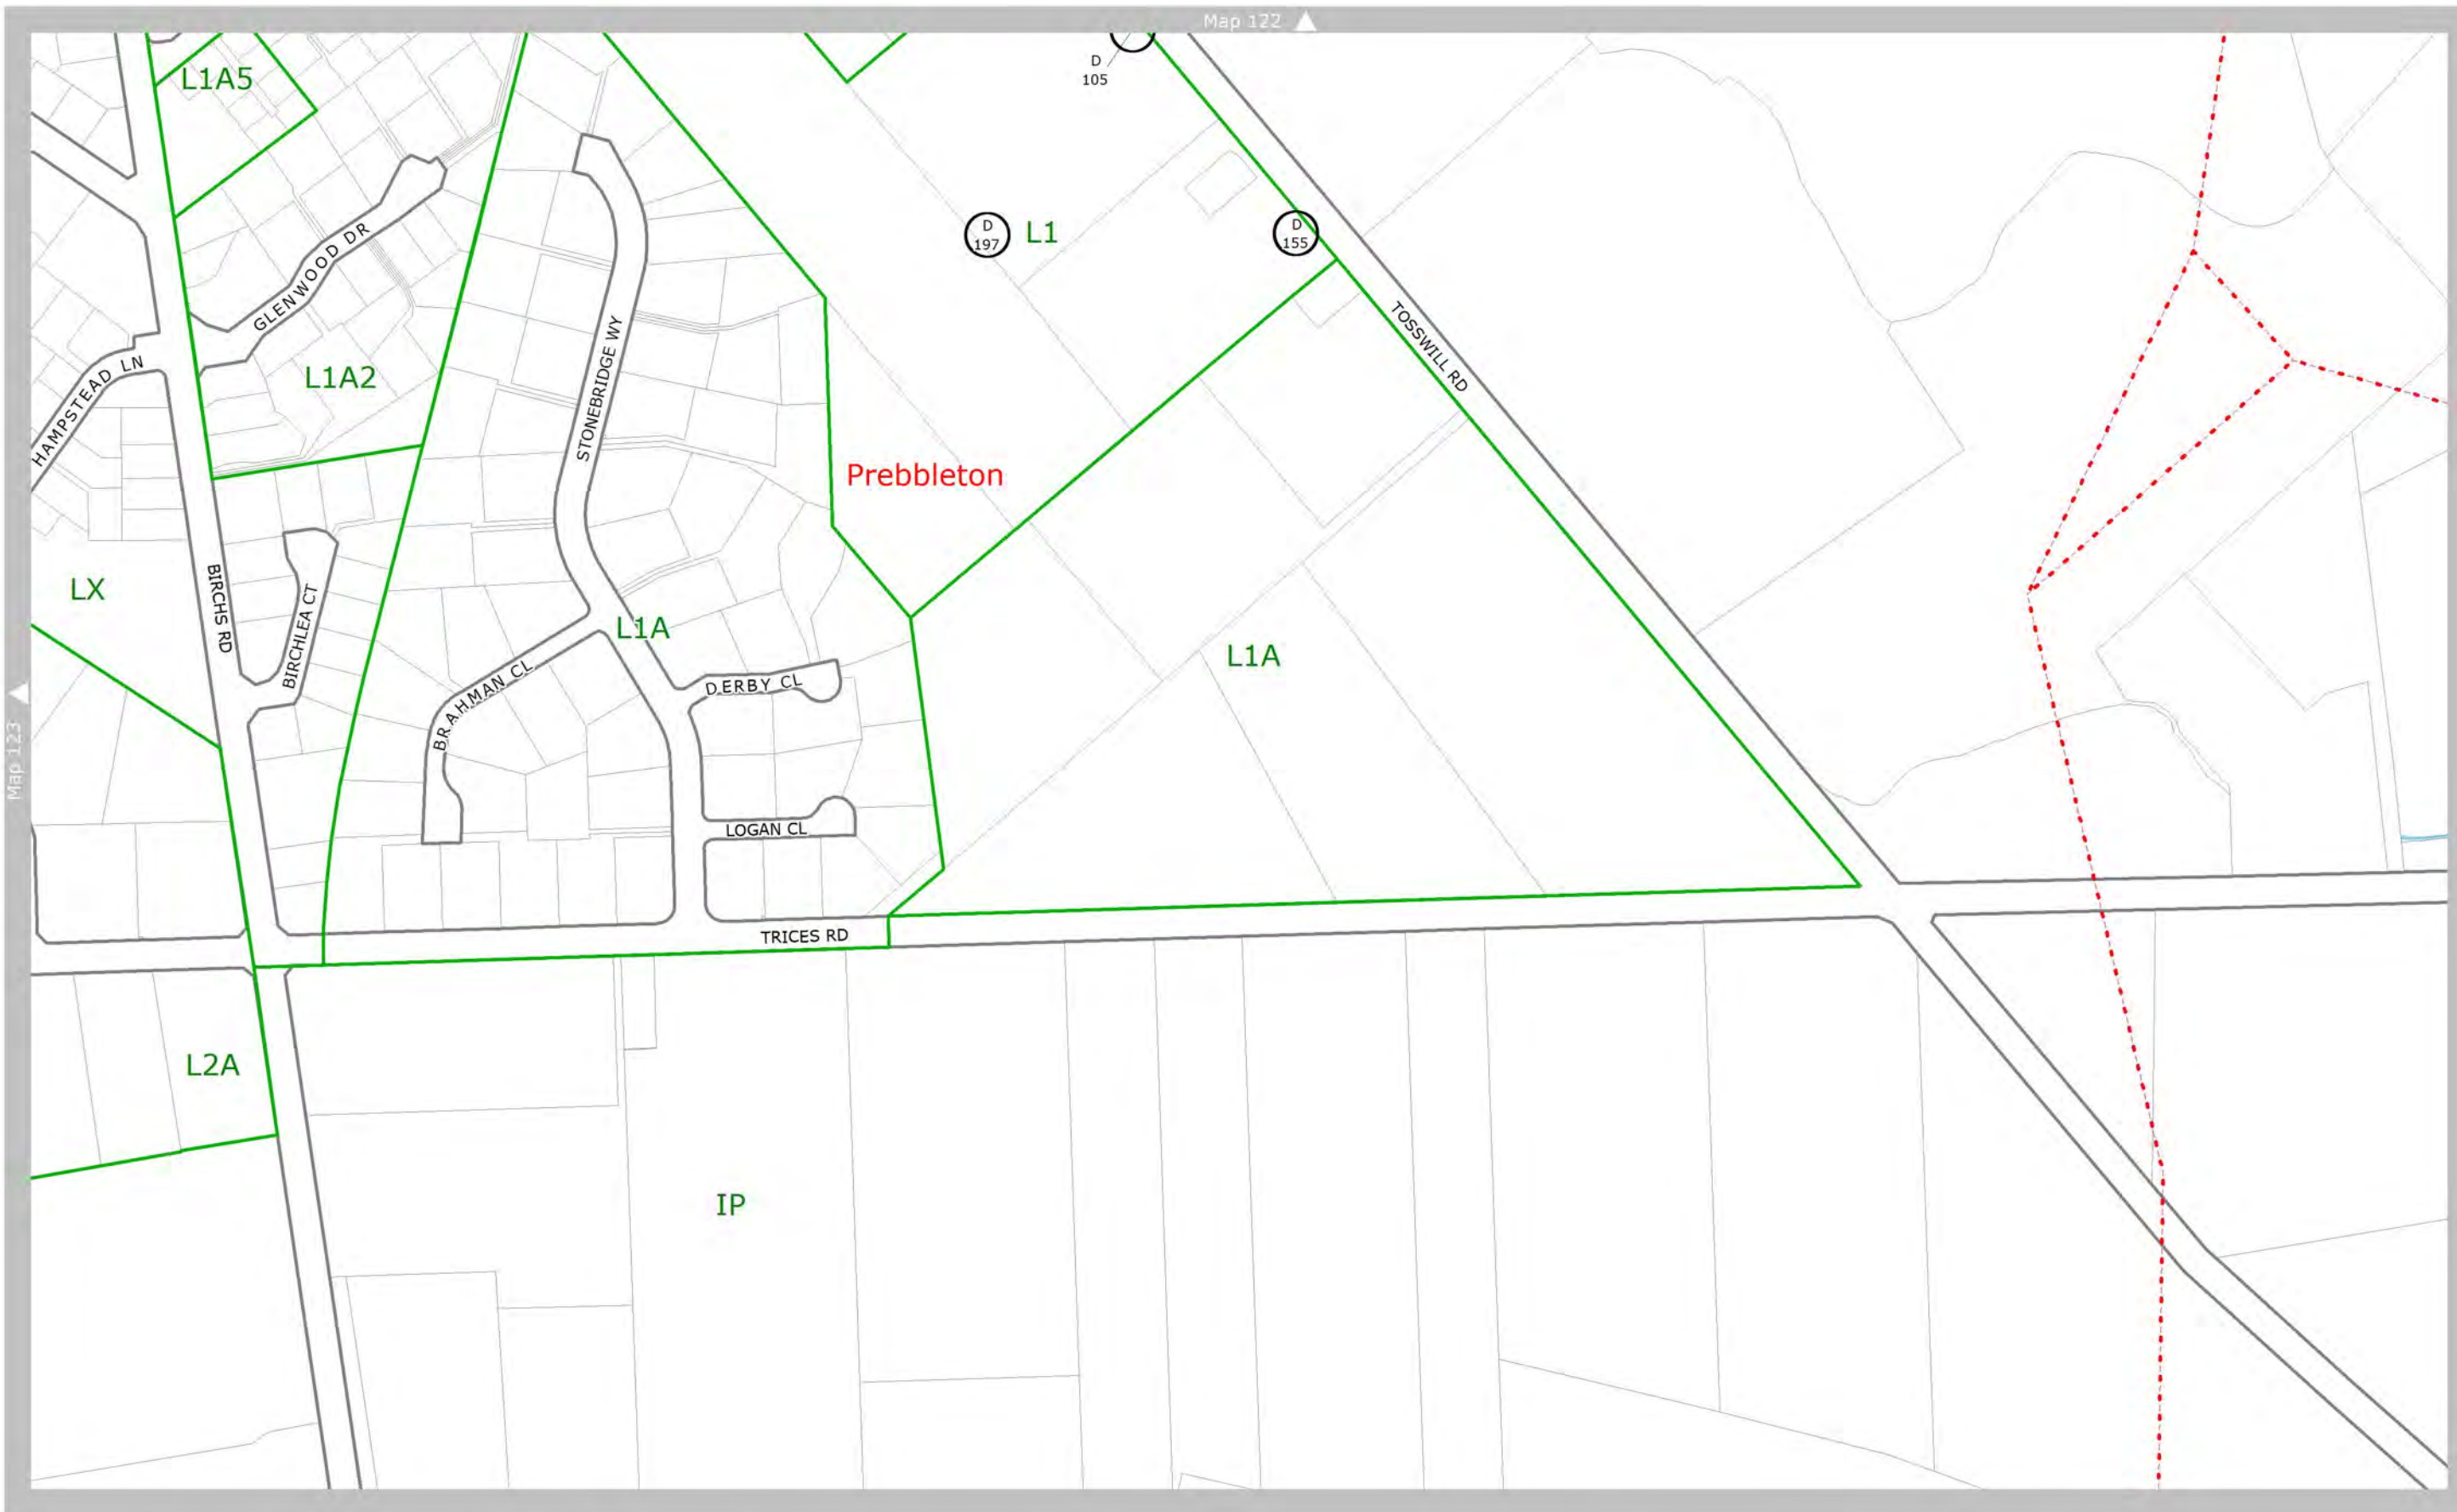 Map 122
D
105
L1A5
D
197
L1
D
155
GLENWOOD DR
TOSSWILL RD
STONEBRIDGE WY
HAMPSTEAD LN
L1A2
Prebbleton
LX
BIRCHS RD
BIRCHLEA CT
L1A
L1A
BRAHMAN CL
DERBY CL
Map 123
LOGAN CL
TRICES RD
L2A
IP